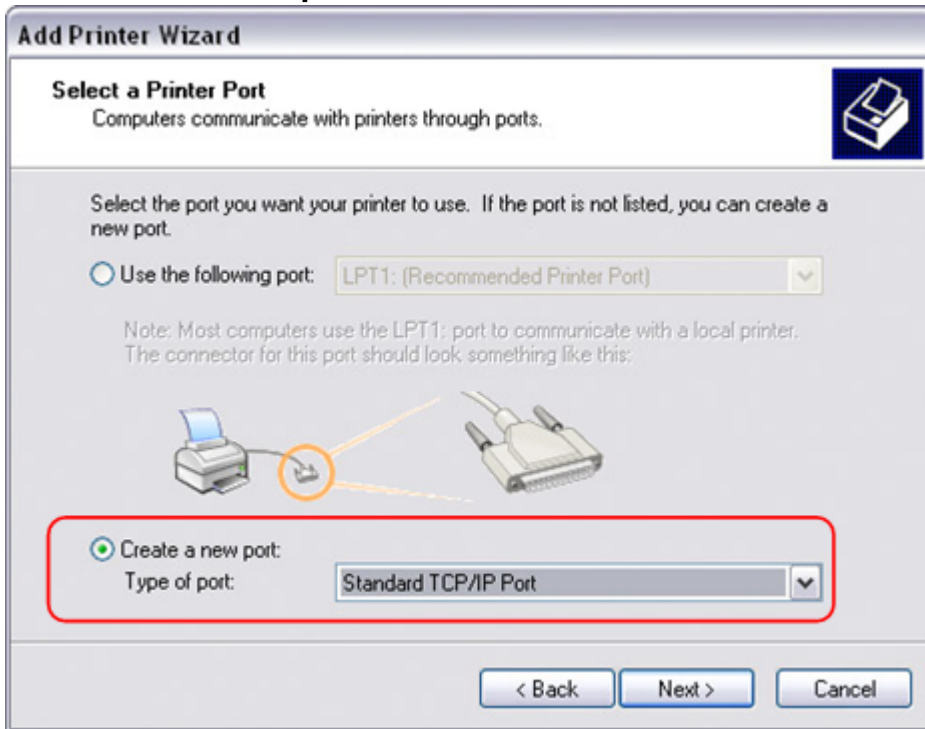 Add Printer Wizard
Select a Printer Port
Computers communicate with printers through ports.
Select the port you want your printer to use. If the port is not listed, you can create a
new port.
Use the following port: LPT1: (Recommended Printer Port)
Note: Most computers use the LPT1: port to communicate with a local printer.
The connector for this port should look something like this:
Create a new port:
Type of port: Standard TCP/IP Port
< Back Next > Cancel